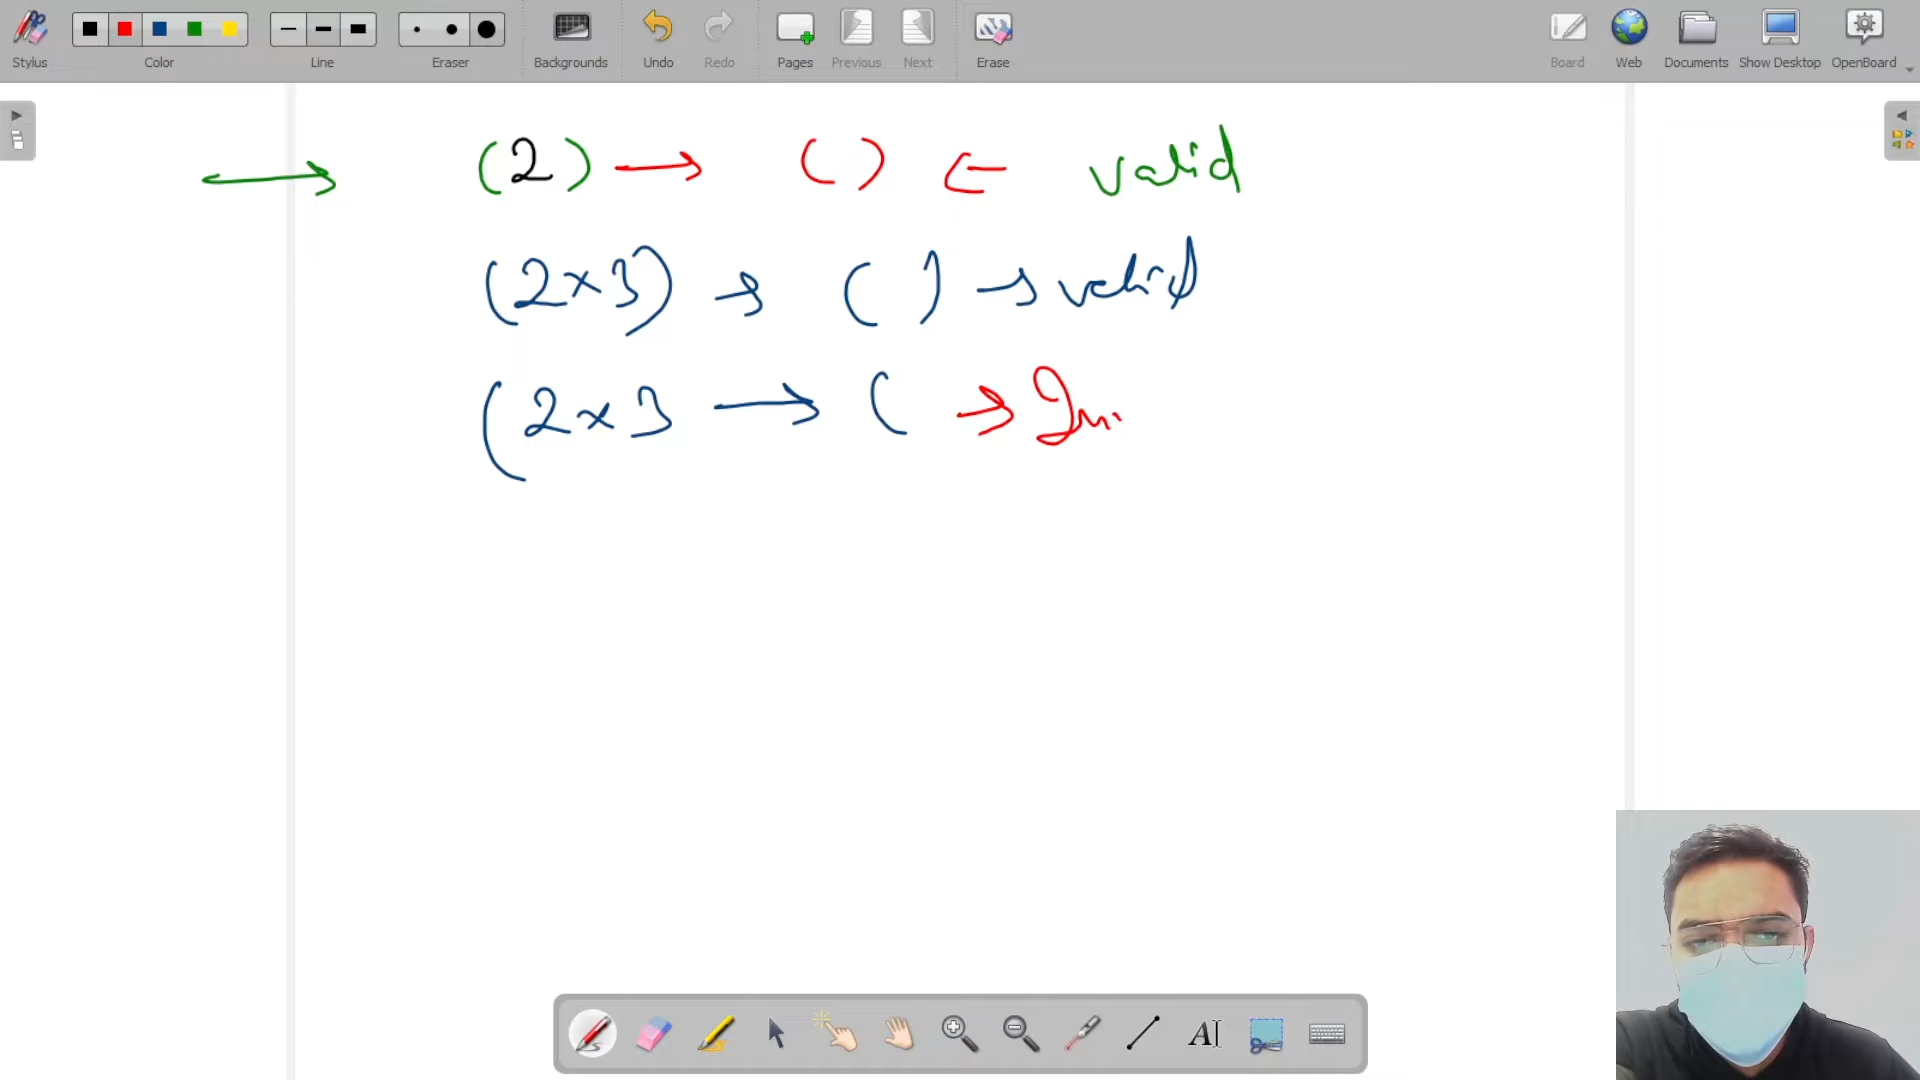 Stylus Color Line Eraser Backgrounds Undo Redo Pages Previous Next Erase Board Web Documents Show Desktop OpenBoard
(2) → ( ) ← valid
(2×3) → ( ) → valid
(2×3 → ( → Inv
A